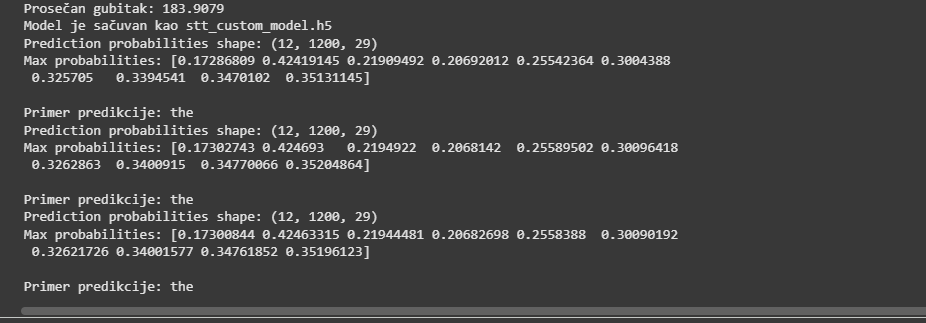 Prosečan gubitak: 183.9079
Model je sačuvan kao stt_custom_model.h5
Prediction probabilities shape: (12, 1200, 29)
Max probabilities: [0.17286809 0.42419145 0.21909492 0.20692012 0.25542364 0.3004388
0.325705   0.3394541  0.3470102  0.35131145]
Primer predikcije: the
Prediction probabilities shape: (12, 1200, 29)
Max probabilities: [0.17302743 0.424693   0.2194922  0.2068142  0.25589502 0.30096418
0.3262863  0.3400915  0.34770066 0.35204864]
Primer predikcije: the
Prediction probabilities shape: (12, 1200, 29)
Max probabilities: [0.17300844 0.42463315 0.21944481 0.20682698 0.2558388  0.30090192
0.32621726 0.34001577 0.34761852 0.35196123]
Primer predikcije: the